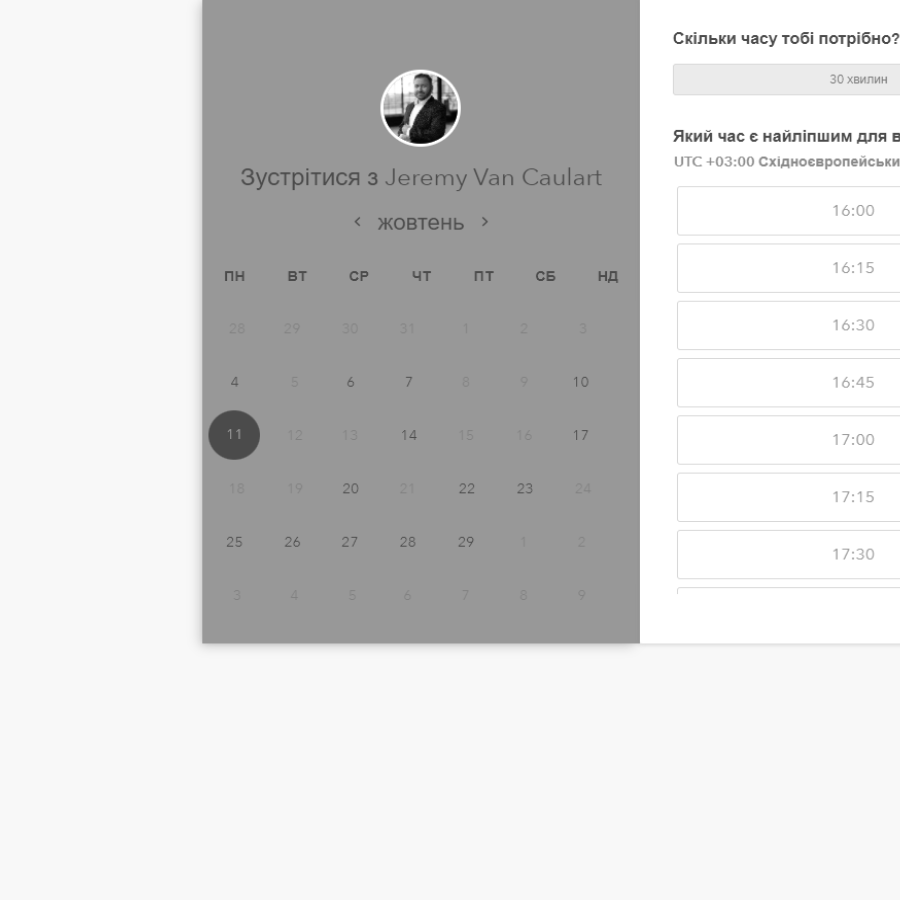 Зустрітися з Jeremy Van Caulart
жовтень
ПН ВТ СР ЧТ ПТ СБ НД
28 29 30 31 1 2 3
4 5 6 7 8 9 10
11 12 13 14 15 16 17
18 19 20 21 22 23 24
25 26 27 28 29 1 2
3 4 5 6 7 8 9
Скільки часу тобі потрібно?
30 хвилин
Який час є найліпшим для
UTC +03:00
16:00
16:15
16:30
16:45
17:00
17:15
17:30